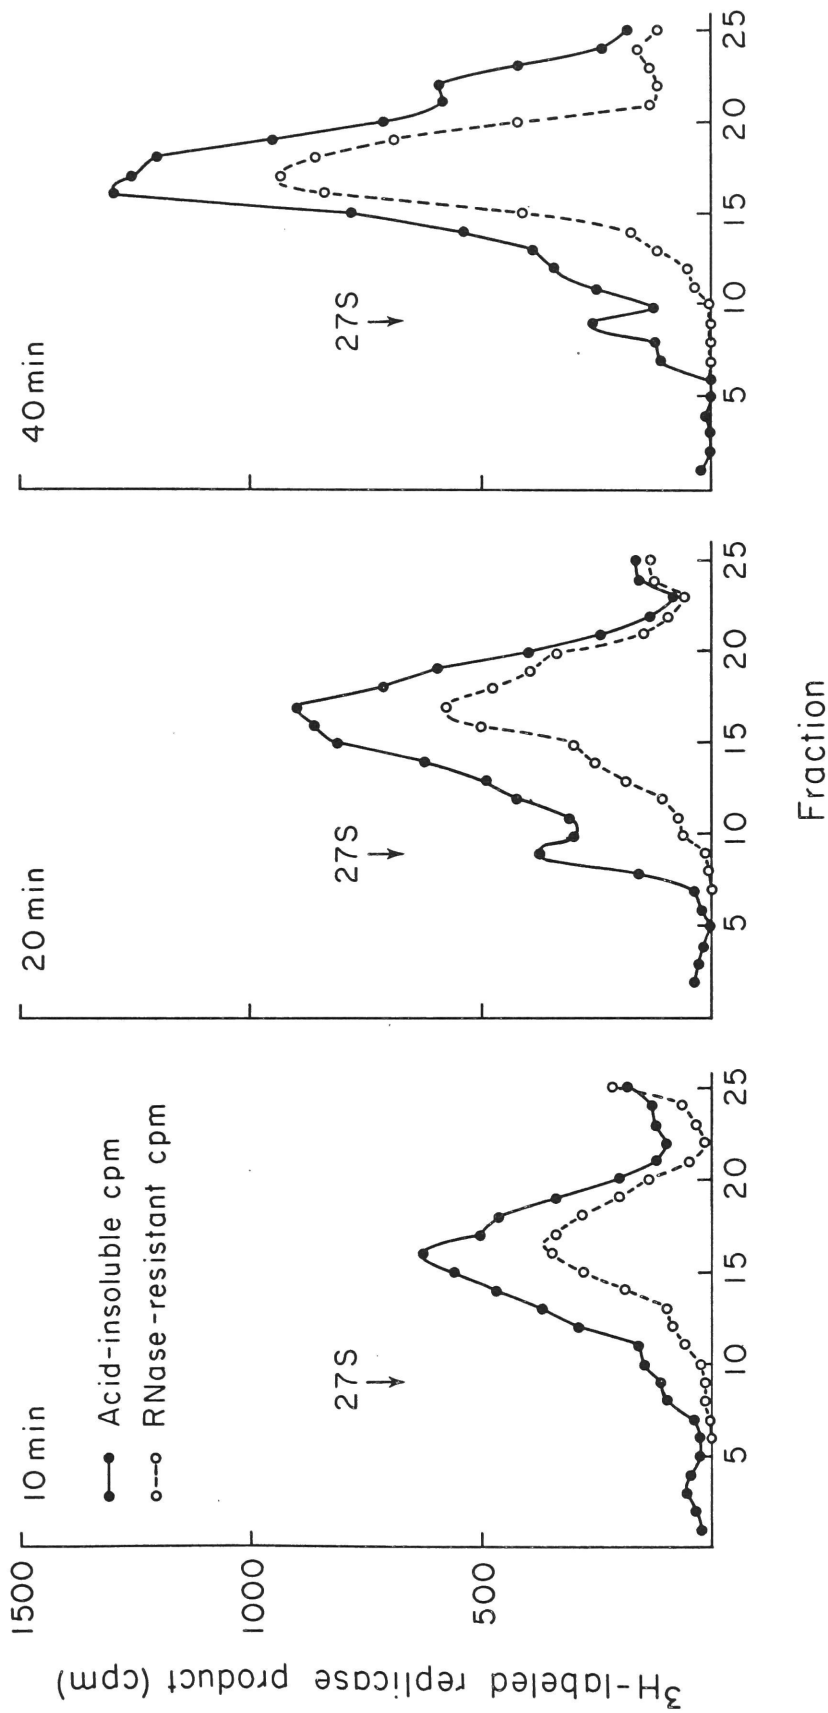 10 min
Acid-insoluble cpm
RNase-resistant cpm
27S
20 min
27S
40 min
27S
1500
1000
500
³H-labeled replicase product (cpm)
5 10 15 20 25
5 10 15 20 25
5 10 15 20 25
Fraction